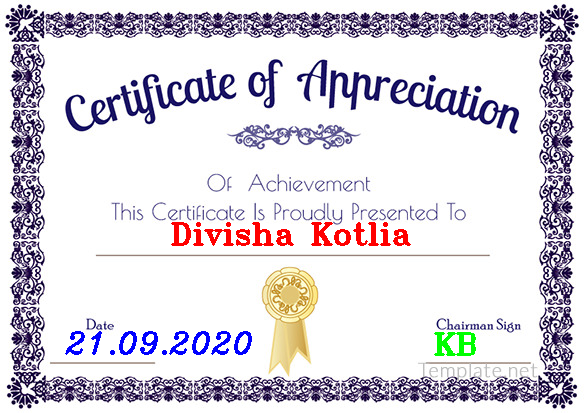 Certificate of Appreciation
Of Achievement
This Certificate Is Proudly Presented To
Divisha Kotlia
Date
Chairman Sign
21.09.2020
KB
Template.net